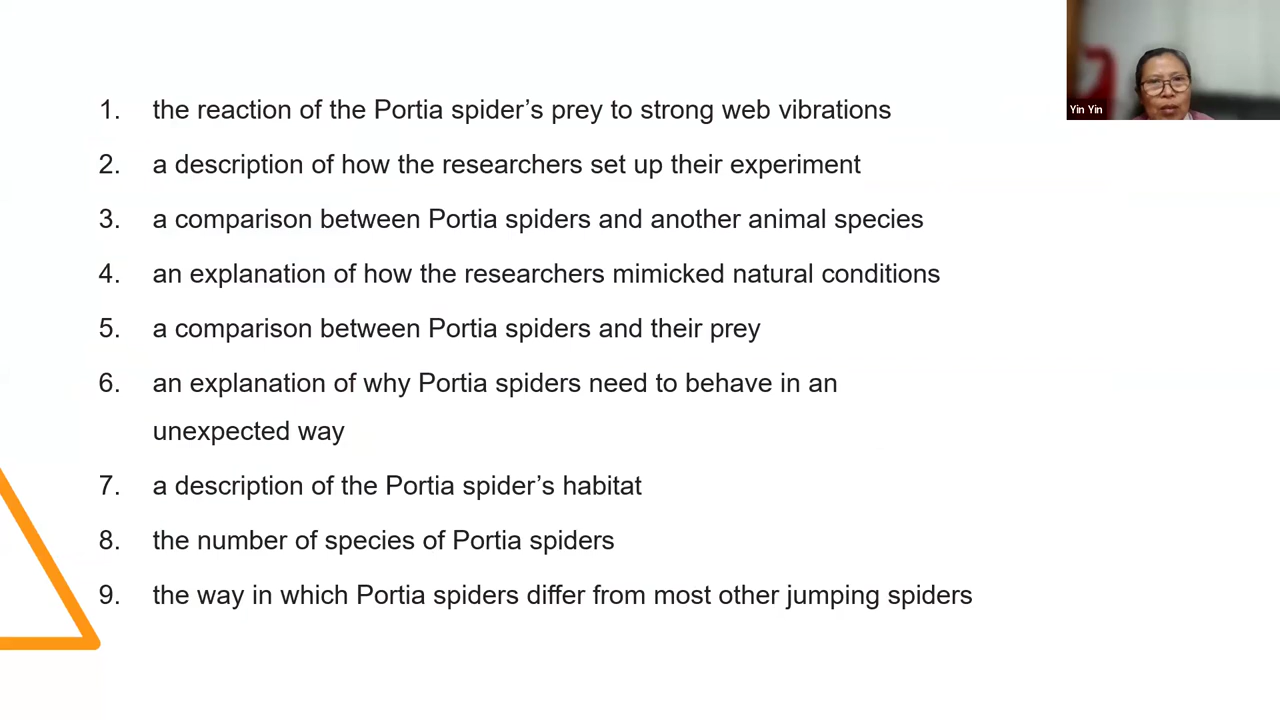 1. the reaction of the Portia spider’s prey to strong web vibrations
2. a description of how the researchers set up their experiment
3. a comparison between Portia spiders and another animal species
4. an explanation of how the researchers mimicked natural conditions
5. a comparison between Portia spiders and their prey
6. an explanation of why Portia spiders need to behave in an
unexpected way
7. a description of the Portia spider’s habitat
8. the number of species of Portia spiders
9. the way in which Portia spiders differ from most other jumping spiders
Yin Yin